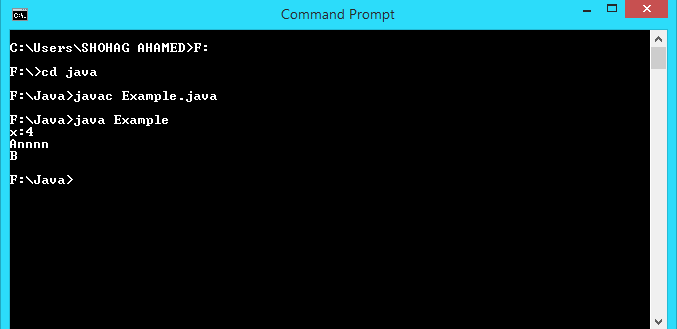 Command Prompt
C:\Users\SHOHAG AHAMED>F:
F:\>cd java
F:\Java>javac Example.java
F:\Java>java Example
x:4
Annnn
B
F:\Java>